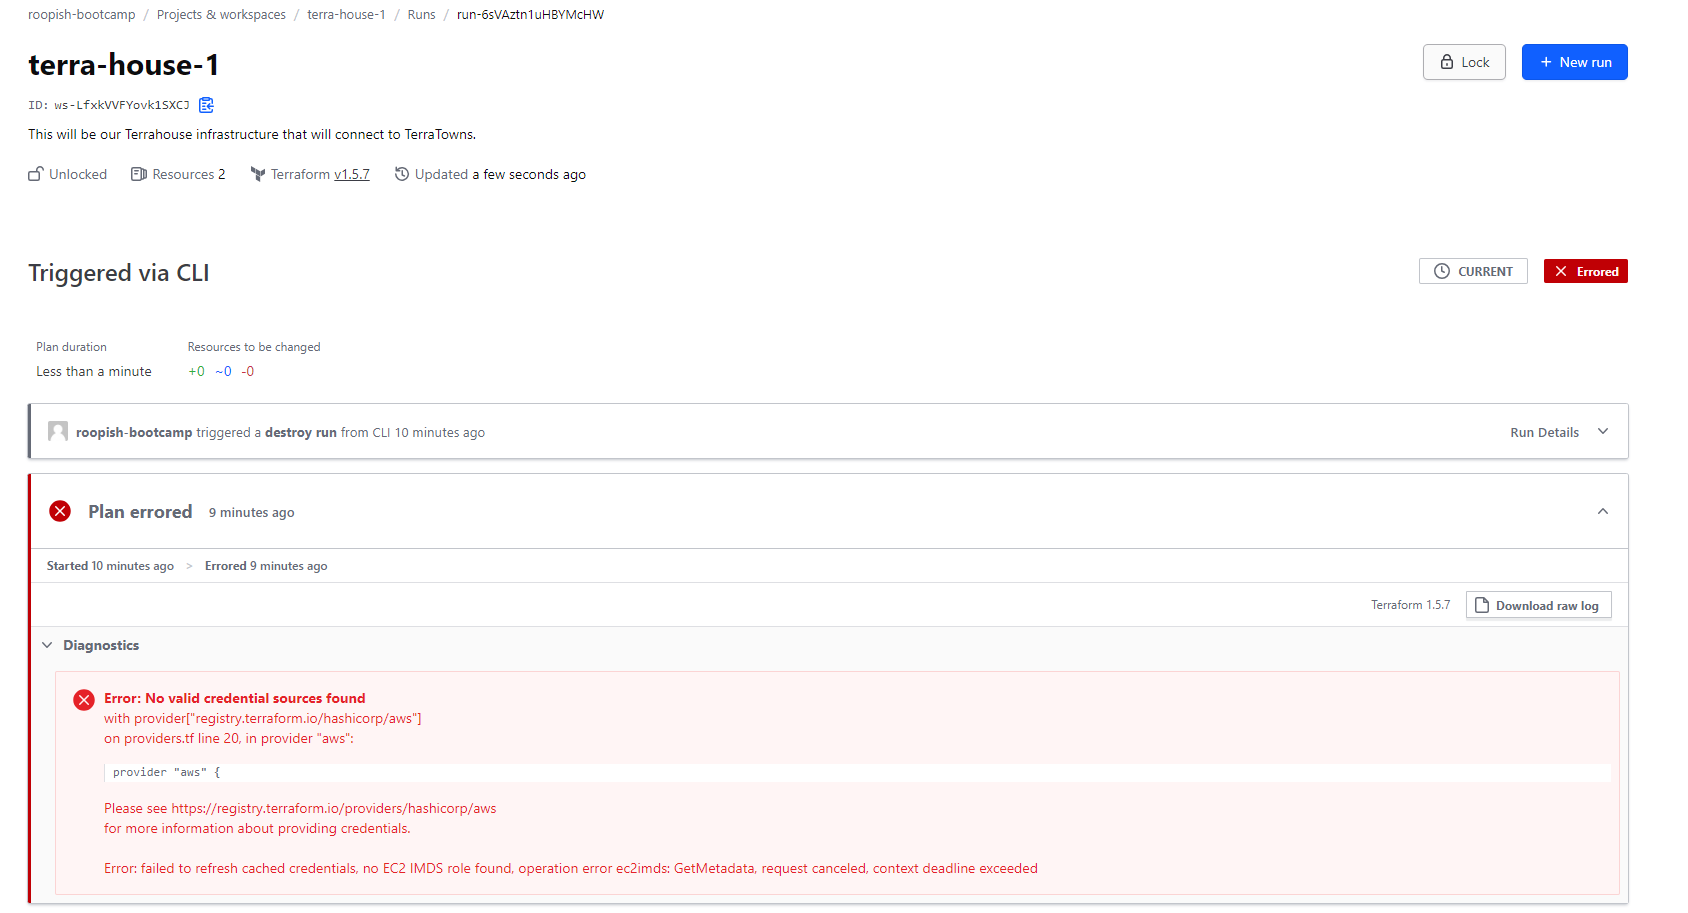 roopish-bootcamp / Projects & workspaces / terra-house-1 / Runs / run-6sVAztn1uHBYMcHW
terra-house-1
Lock
+ New run
ID: ws-LfxkVVFYovk1SXCJ
This will be our Terrahouse infrastructure that will connect to TerraTowns.
Unlocked Resources 2 Terraform v1.5.7 Updated a few seconds ago
Triggered via CLI
CURRENT
Errored
Plan duration Resources to be changed
Less than a minute +0 ~0 -0
roopish-bootcamp triggered a destroy run from CLI 10 minutes ago
Run Details
Plan errored 9 minutes ago
Started 10 minutes ago > Errored 9 minutes ago
Terraform 1.5.7 Download raw log
Diagnostics
Error: No valid credential sources found
with provider["registry.terraform.io/hashicorp/aws"]
on providers.tf line 20, in provider "aws":
provider "aws" {
Please see https://registry.terraform.io/providers/hashicorp/aws
for more information about providing credentials.
Error: failed to refresh cached credentials, no EC2 IMDS role found, operation error ec2imds: GetMetadata, request canceled, context deadline exceeded